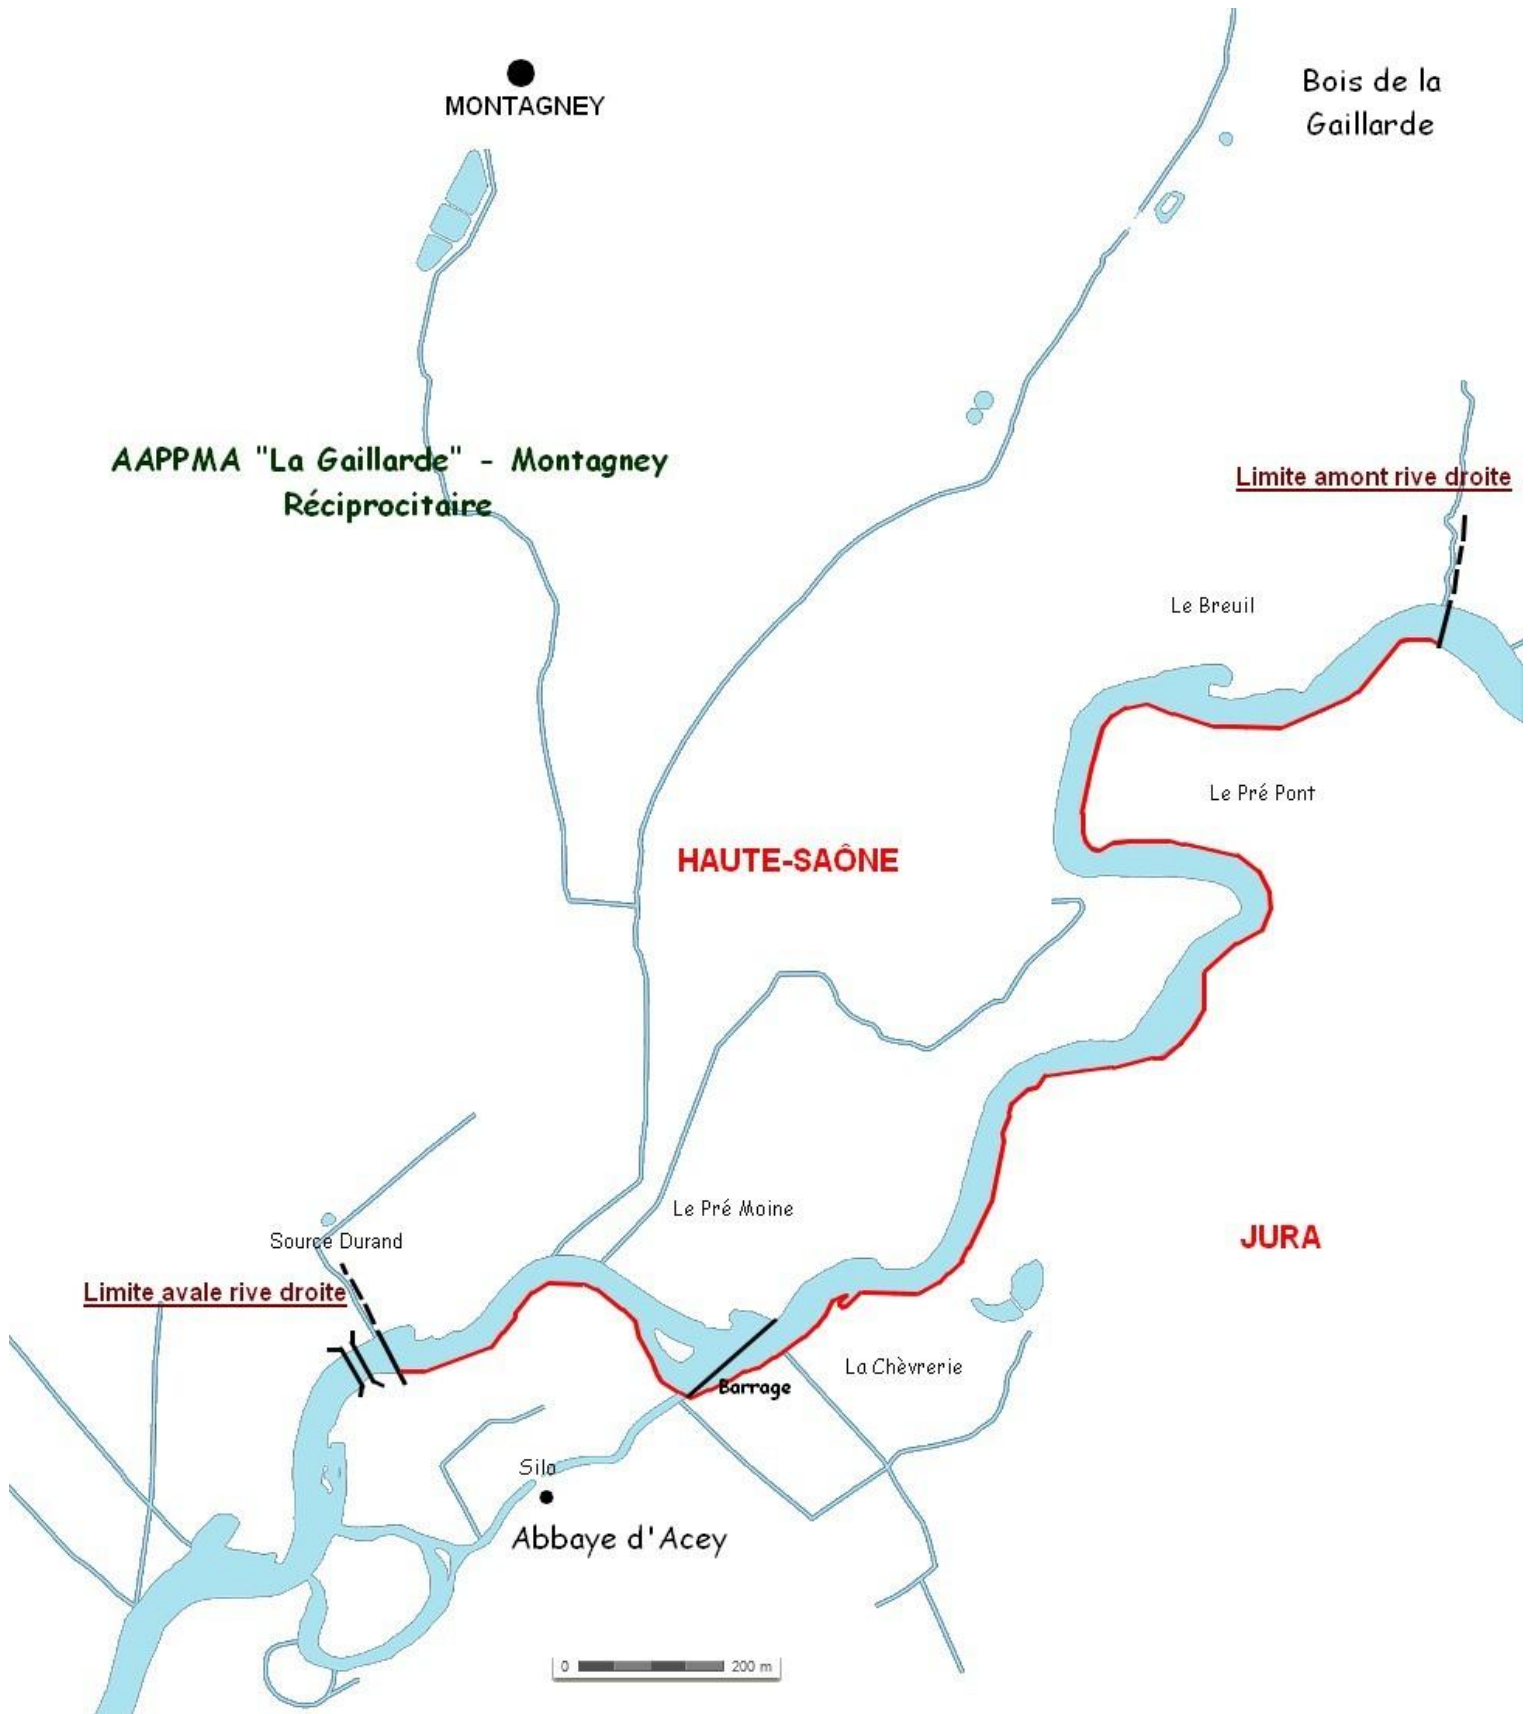 Bois de la
Gaillarde
MONTAGNEY
AAPPMA "La Gaillarde" - Montagney
Réciprocitaire
Limite amont rive droite
Le Breuil
Le Pré Pont
HAUTE-SAÔNE
Le Pré Moine
JURA
Source Durand
Limite avale rive droite
La Chèvrerie
Barrage
Silo
Abbaye d'Acey
0 200 m